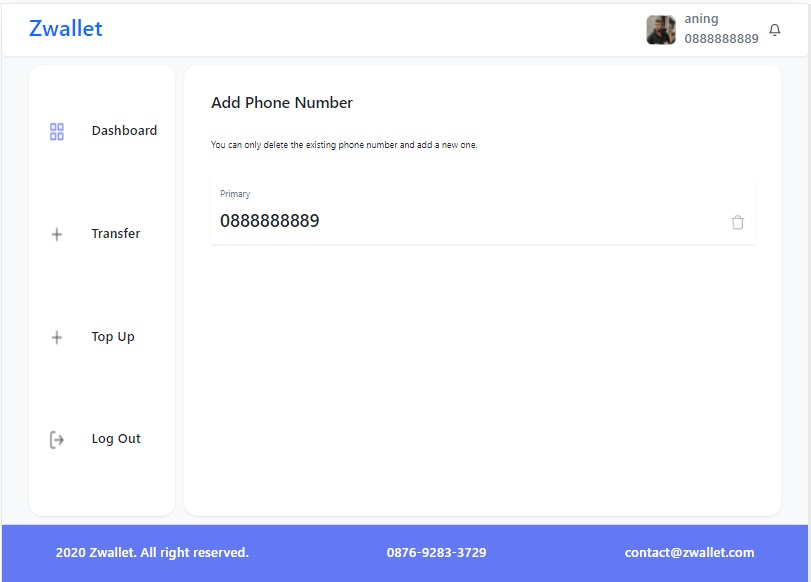 Zwallet
aning
0888888889
Dashboard
Transfer
Top Up
Log Out
Add Phone Number
You can only delete the existing phone number and add a new one.
Primary
0888888889
2020 Zwallet. All right reserved.
0876-9283-3729
contact@zwallet.com